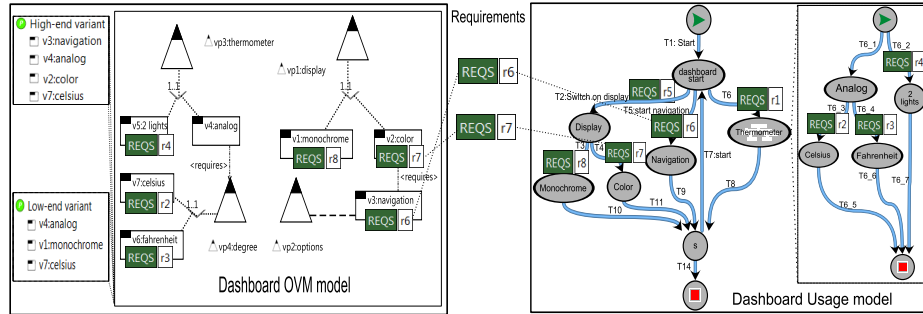 High-end variant
v3:navigation
v4:analog
v2:color
v7:celsius
Low-end variant
v4:analog
v1:monochrome
v7:celsius
vp3:thermometer
vp1:display
1..1
1..1
v5:2 lights
REQS r4
v4:analog
v1:monochrome
REQS r8
v2:color
REQS r7
<requires>
<requires>
v7:celsius
REQS r2
1..1
v3:navigation
REQS r6
v6:fahrenheit
REQS r3
vp4:degree
vp2:options
Dashboard OVM model
Requirements
REQS r6
REQS r7
T1: Start
dashboard
start
T2:Switch on display
REQS r5
T5:start navigation
T6
REQS r1
Display
REQS r6
Thermometer
T3
T4
REQS r7
REQS r8
Navigation
T7:start
Monochrome
Color
T9
T8
T10
T11
s
T14
T6_1
T6_2
REQS r4
Analog
2
lights
T6_3
T6_4
REQS r2
REQS r3
Celsius
Fahrenheit
T6_6
T6_7
T6_5
Dashboard Usage model